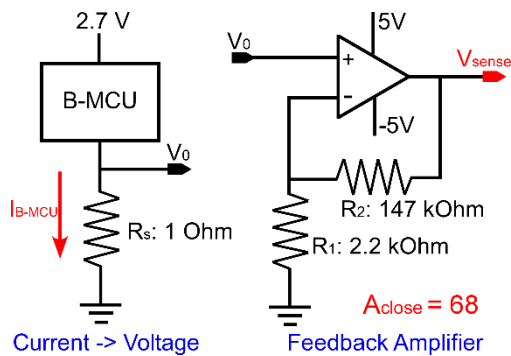 2.7 V
B-MCU
V0
IB-MCU
Rs: 1 Ohm
Current -> Voltage
V0
5V
+
-
-5V
Vsense
R2: 147 kOhm
R1: 2.2 kOhm
Aclose = 68
Feedback Amplifier